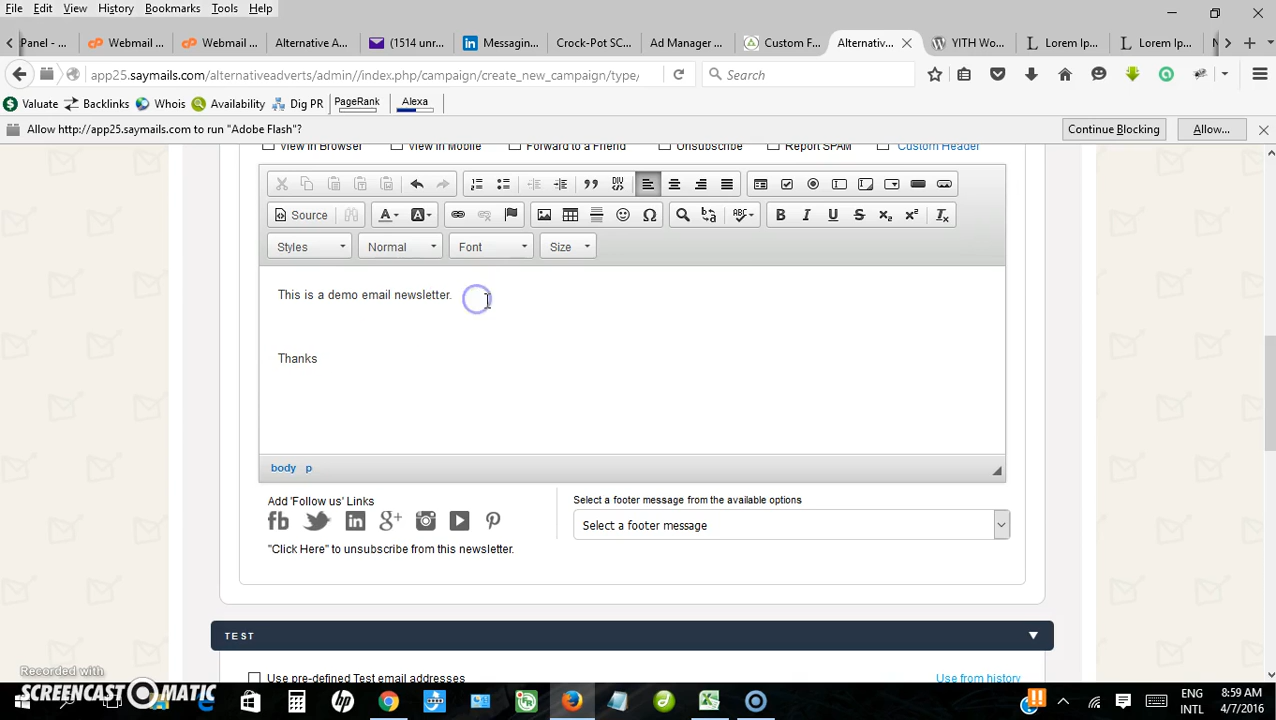 File Edit View History Bookmarks Tools Help
Panel - ... Webmail ... Webmail ... Alternative A... (1514 unr... Messagin... Crock-Pot SC... Ad Manager ... Custom F... Alternativ... YITH Wo... Lorem Ip... Lorem Ip... N
app25.saymails.com/alternativeadverts/admin//index.php/campaign/create_new_campaign/type/ Search
Valuate Backlinks Whois Availability Dig PR PageRank Alexa
Allow http://app25.saymails.com to run "Adobe Flash"? Continue Blocking Allow...
View in Browser View in Mobile Forward to a Friend Unsubscribe Report SPAM Custom Header
Source
Styles Normal Font Size
This is a demo email newsletter.
Thanks
body p
Add 'Follow us' Links Select a footer message from the available options
Select a footer message
"Click Here" to unsubscribe from this newsletter.
TEST
Use pre-defined Test email addresses Use from history
Recorded with
SCREENCAST MATIC
ENG 8:59 AM
INTL 4/7/2016